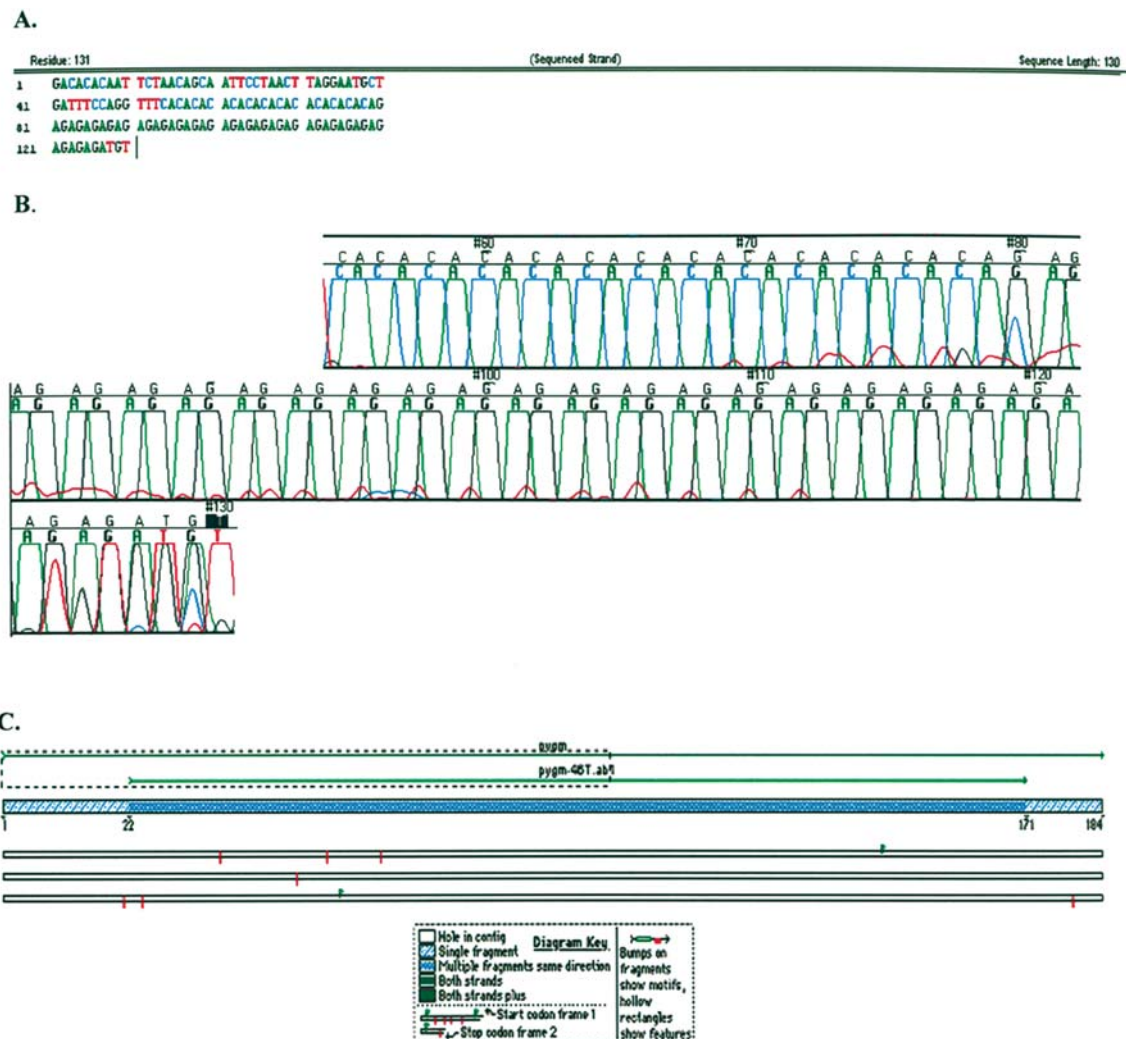 A.
Residue: 131 (Sequenced Strand) Sequence Length: 130
1 GACACACAAT TCTAACAGCA ATTCCTAACT TAGGAATGCT
41 GATTTCCAGG TTTCACACAC ACACACACAC ACACACACAG
81 AGAGAGAGAG AGAGAGAGAG AGAGAGAGAG AGAGAGAGAG
121 AGAGAGATGT
B.
#60 #70 #80
C A C A C A C A C A C A C A C A C A C A C A C A C A G A G
C A C A C A C A C A C A C A C A C A C A C A C A C A G A G
#100 #110 #120
A G A G A G A G A G A G A G A G A G A G A G A G A G A G A G A G A G A G A G A G A
A G A G A G A G A G A G A G A G A G A G A G A G A G A G A G A G A G A G A G A G A
#130
A G A G A T G
A G A G A T G T
C.
pygm
pygm-46T.ab1
1 22 171 184
Diagram Key
Hole in contig
Single fragment
Multiple fragments same direction
Both strands
Both strands plus
Start codon frame 1
Stop codon frame 2
Bumps on
fragments
show motifs,
hollow
rectangles
show features